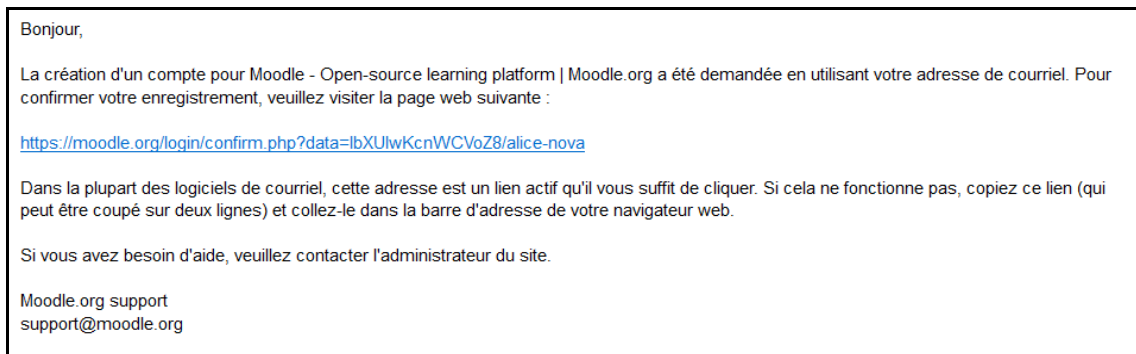 Bonjour,
La création d'un compte pour Moodle - Open-source learning platform | Moodle.org a été demandée en utilisant votre adresse de courriel. Pour
confirmer votre enregistrement, veuillez visiter la page web suivante :
https://moodle.org/login/confirm.php?data=lbXUlwKcnWCVoZ8/alice-nova
Dans la plupart des logiciels de courriel, cette adresse est un lien actif qu'il vous suffit de cliquer. Si cela ne fonctionne pas, copiez ce lien (qui
peut être coupé sur deux lignes) et collez-le dans la barre d'adresse de votre navigateur web.
Si vous avez besoin d'aide, veuillez contacter l'administrateur du site.
Moodle.org support
support@moodle.org